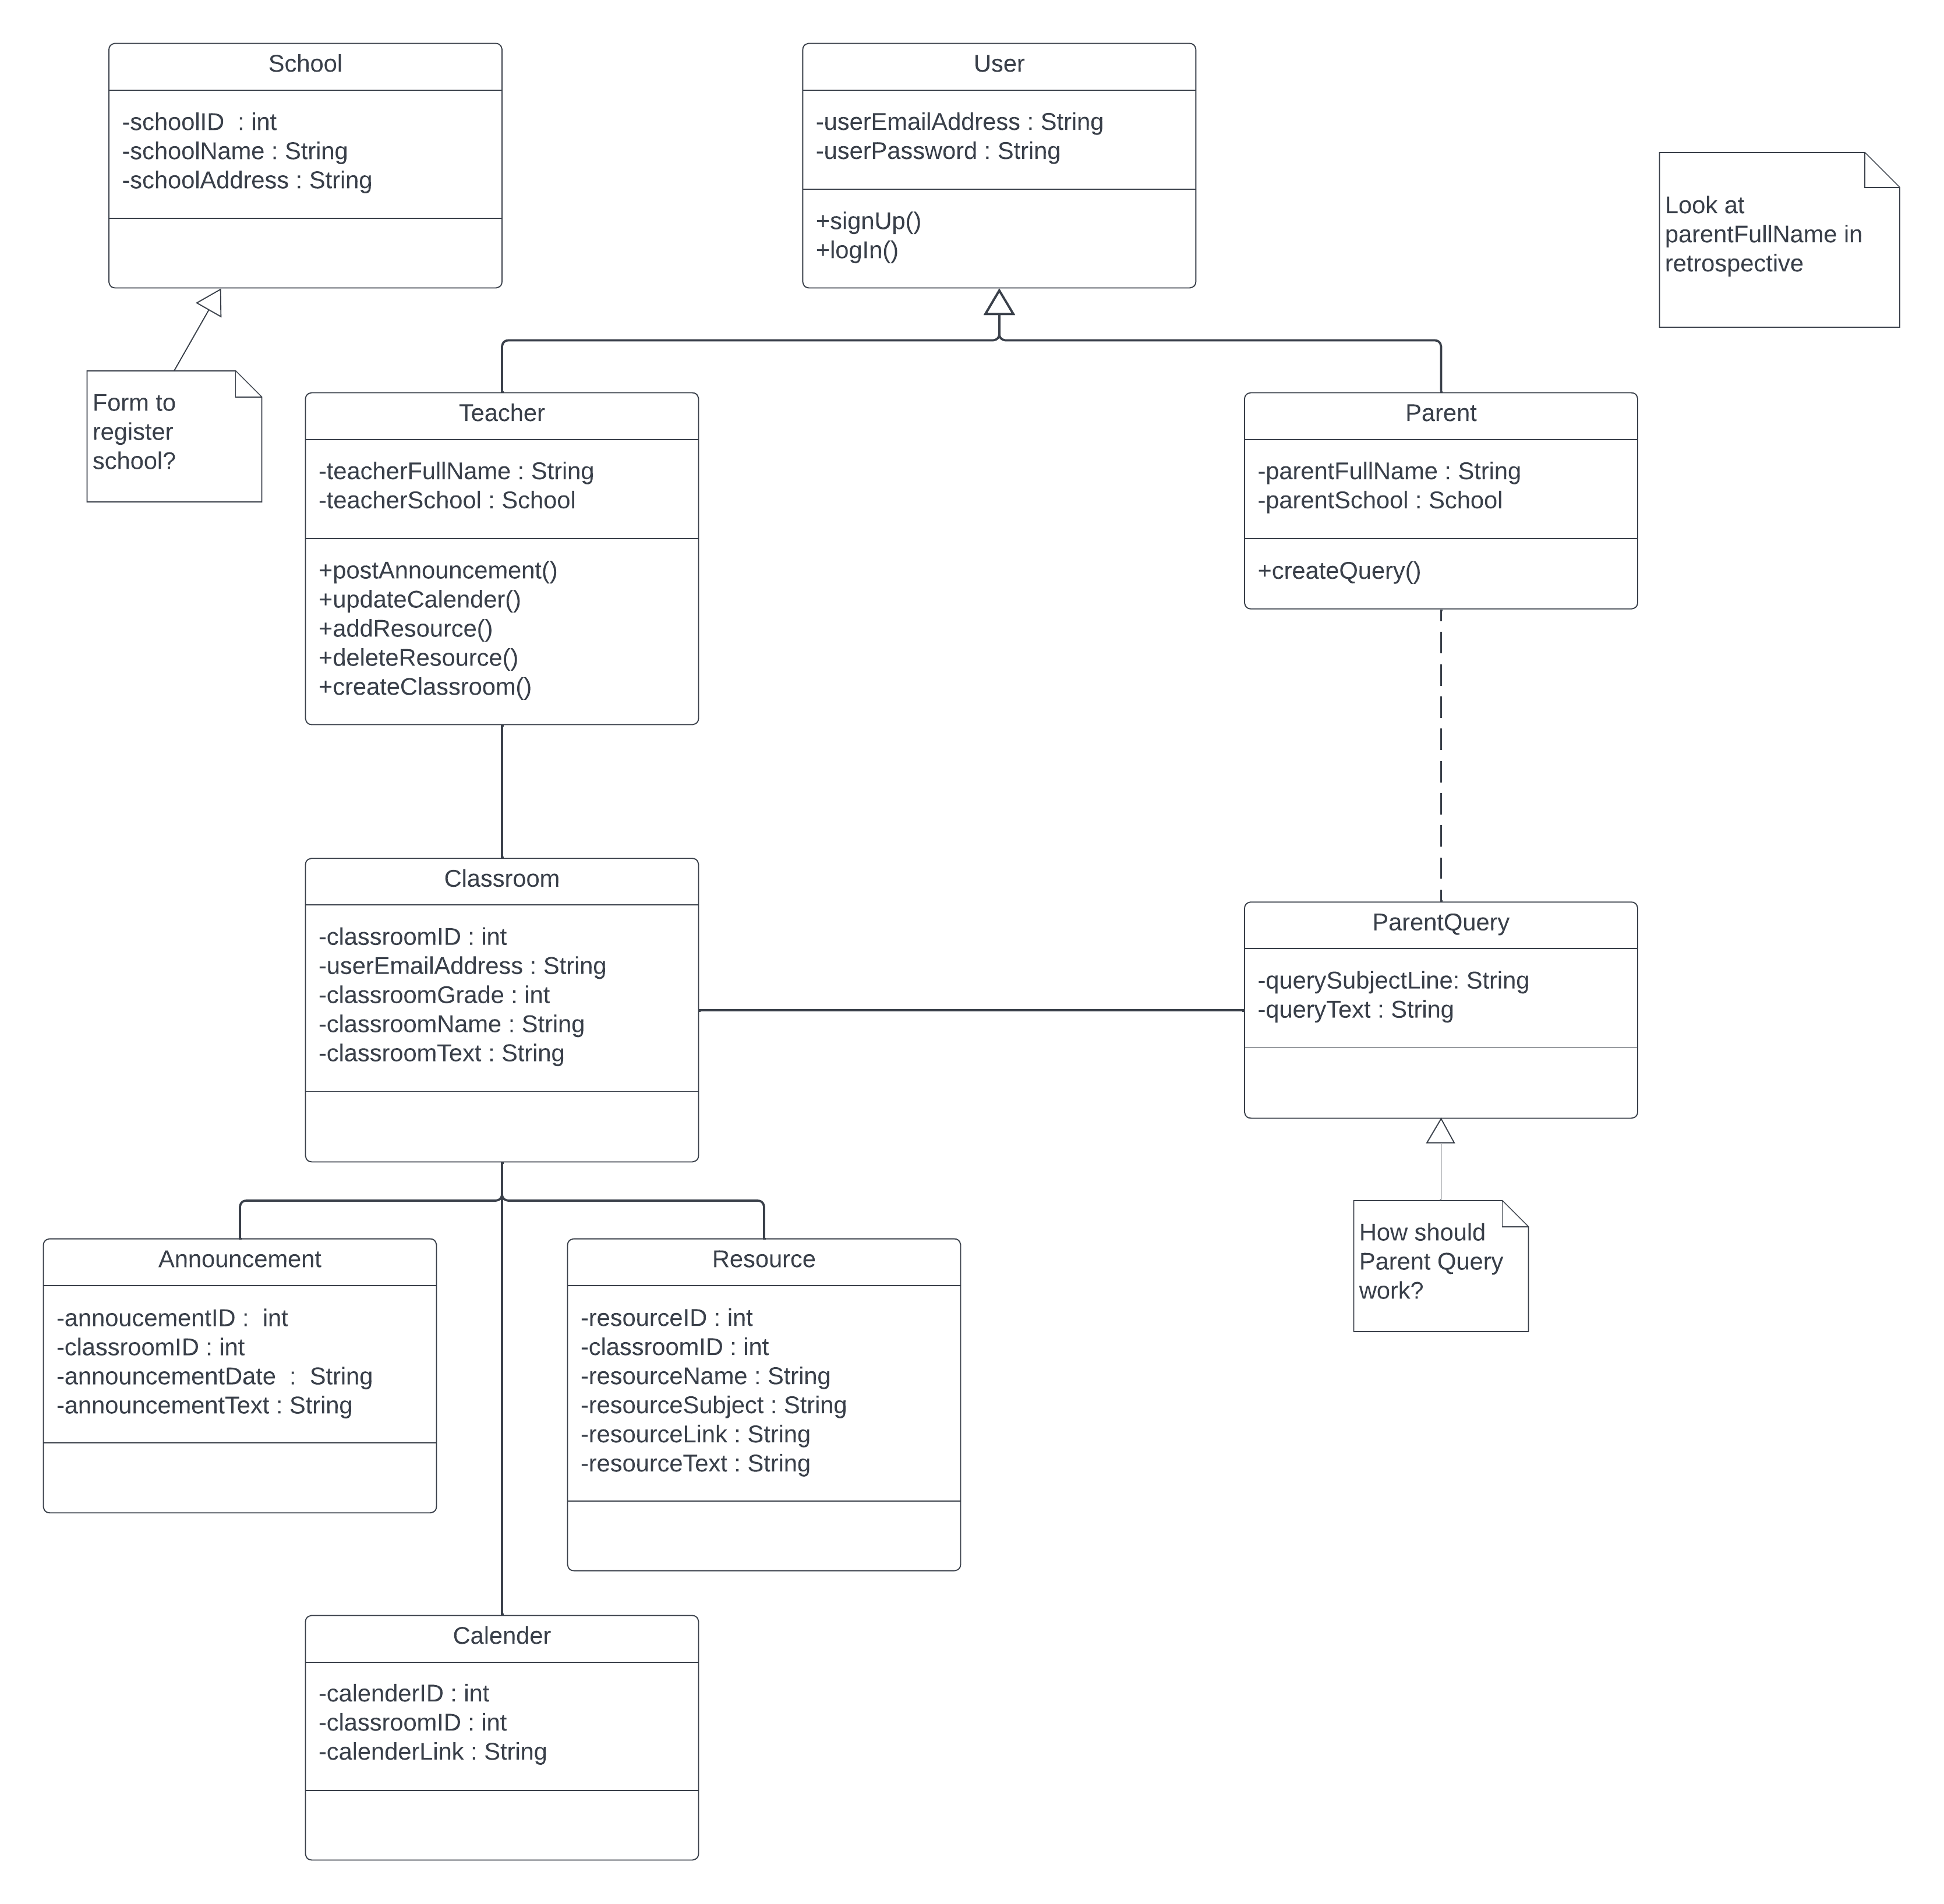 School
-schoolID  : int
-schoolName : String
-schoolAddress : String
User
-userEmailAddress : String
-userPassword : String
+signUp()
+logIn()
Look at
parentFullName in
retrospective
Form to
register
school?
Teacher
-teacherFullName : String
-teacherSchool : School
+postAnnouncement()
+updateCalender()
+addResource()
+deleteResource()
+createClassroom()
Parent
-parentFullName : String
-parentSchool : School
+createQuery()
Classroom
-classroomID : int
-userEmailAddress : String
-classroomGrade : int
-classroomName : String
-classroomText : String
ParentQuery
-querySubjectLine: String
-queryText : String
How should
Parent Query
work?
Announcement
-annoucementID :  int
-classroomID : int
-announcementDate  :  String
-announcementText : String
Resource
-resourceID : int
-classroomID : int
-resourceName : String
-resourceSubject : String
-resourceLink : String
-resourceText : String
Calender
-calenderID : int
-classroomID : int
-calenderLink : String